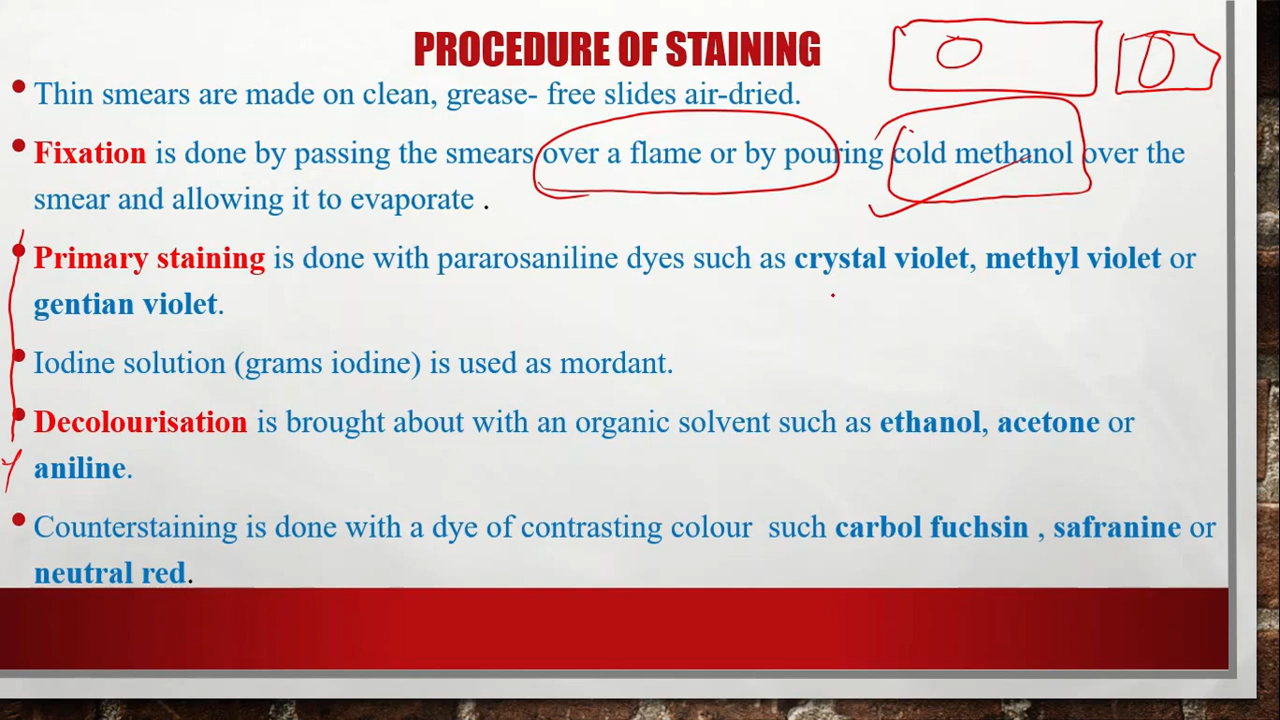 PROCEDURE OF STAINING
Thin smears are made on clean, grease- free slides air-dried.
Fixation is done by passing the smears over a flame or by pouring cold methanol over the
smear and allowing it to evaporate .
Primary staining is done with pararosaniline dyes such as crystal violet, methyl violet or
gentian violet.
Iodine solution (grams iodine) is used as mordant.
Decolourisation is brought about with an organic solvent such as ethanol, acetone or
aniline.
Counterstaining is done with a dye of contrasting colour such carbol fuchsin , safranine or
neutral red.